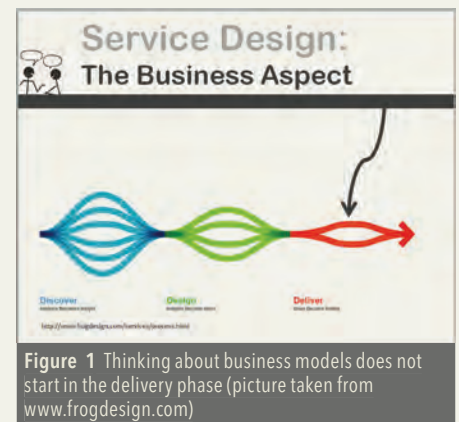 Service Design:
The Business Aspect
Discover
Design
Deliver
Figure 1 Thinking about business models does not
start in the delivery phase (picture taken from
www.frogdesign.com)